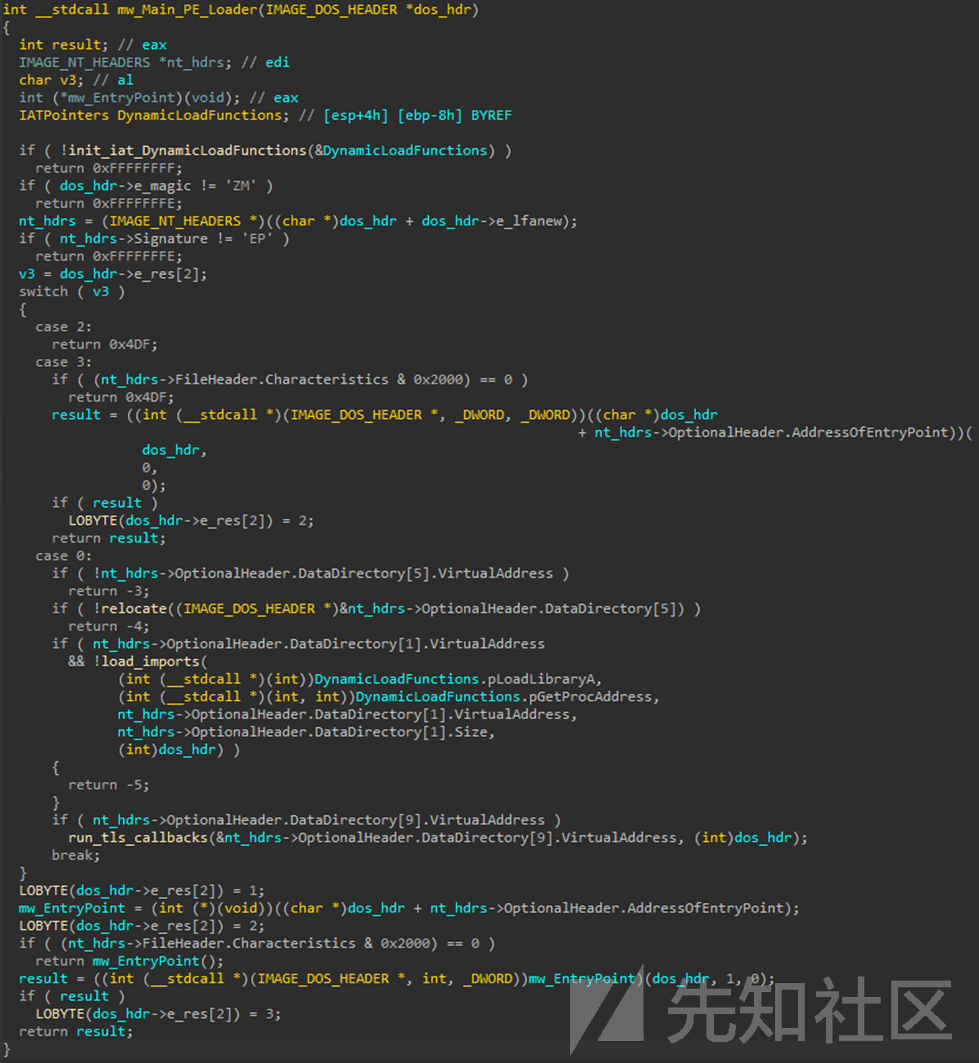 int __stdcall mw_Main_PE_Loader(IMAGE_DOS_HEADER *dos_hdr)
{
int result; // eax
IMAGE_NT_HEADERS *nt_hdrs; // edi
char v3; // al
int (*mw_EntryPoint)(void); // eax
IATPointers DynamicLoadFunctions; // [esp+4h] [ebp-8h] BYREF
if ( !init_iat_DynamicLoadFunctions(&DynamicLoadFunctions) )
return 0xFFFFFFFF;
if ( dos_hdr->e_magic != 'ZM' )
return 0xFFFFFFFE;
nt_hdrs = (IMAGE_NT_HEADERS *)((char *)dos_hdr + dos_hdr->e_lfanew);
if ( nt_hdrs->Signature != 'EP' )
return 0xFFFFFFFE;
v3 = dos_hdr->e_res[2];
switch ( v3 )
{
case 2:
return 0x4DF;
case 3:
if ( (nt_hdrs->FileHeader.Characteristics & 0x2000) == 0 )
return 0x4DF;
result = ((int (__stdcall *)(IMAGE_DOS_HEADER *, _DWORD, _DWORD))((char *)dos_hdr
+ nt_hdrs->OptionalHeader.AddressOfEntryPoint))(
dos_hdr,
0,
0);
if ( result )
LOBYTE(dos_hdr->e_res[2]) = 2;
return result;
case 0:
if ( !nt_hdrs->OptionalHeader.DataDirectory[5].VirtualAddress )
return -3;
if ( !relocate((IMAGE_DOS_HEADER *)&nt_hdrs->OptionalHeader.DataDirectory[5]) )
return -4;
if ( nt_hdrs->OptionalHeader.DataDirectory[1].VirtualAddress
&& !load_imports(
(int (__stdcall *)(int))DynamicLoadFunctions.pLoadLibraryA,
(int (__stdcall *)(int, int))DynamicLoadFunctions.pGetProcAddress,
nt_hdrs->OptionalHeader.DataDirectory[1].VirtualAddress,
nt_hdrs->OptionalHeader.DataDirectory[1].Size,
(int)dos_hdr) )
{
return -5;
}
if ( nt_hdrs->OptionalHeader.DataDirectory[9].VirtualAddress )
run_tls_callbacks(&nt_hdrs->OptionalHeader.DataDirectory[9].VirtualAddress, (int)dos_hdr);
break;
}
LOBYTE(dos_hdr->e_res[2]) = 1;
mw_EntryPoint = (int (*)(void))((char *)dos_hdr + nt_hdrs->OptionalHeader.AddressOfEntryPoint);
LOBYTE(dos_hdr->e_res[2]) = 2;
if ( (nt_hdrs->FileHeader.Characteristics & 0x2000) == 0 )
return mw_EntryPoint();
result = ((int (__stdcall *)(IMAGE_DOS_HEADER *, int, _DWORD))mw_EntryPoint)(dos_hdr, 1, 0);
if ( result )
LOBYTE(dos_hdr->e_res[2]) = 3;
return result;
}
先知社区